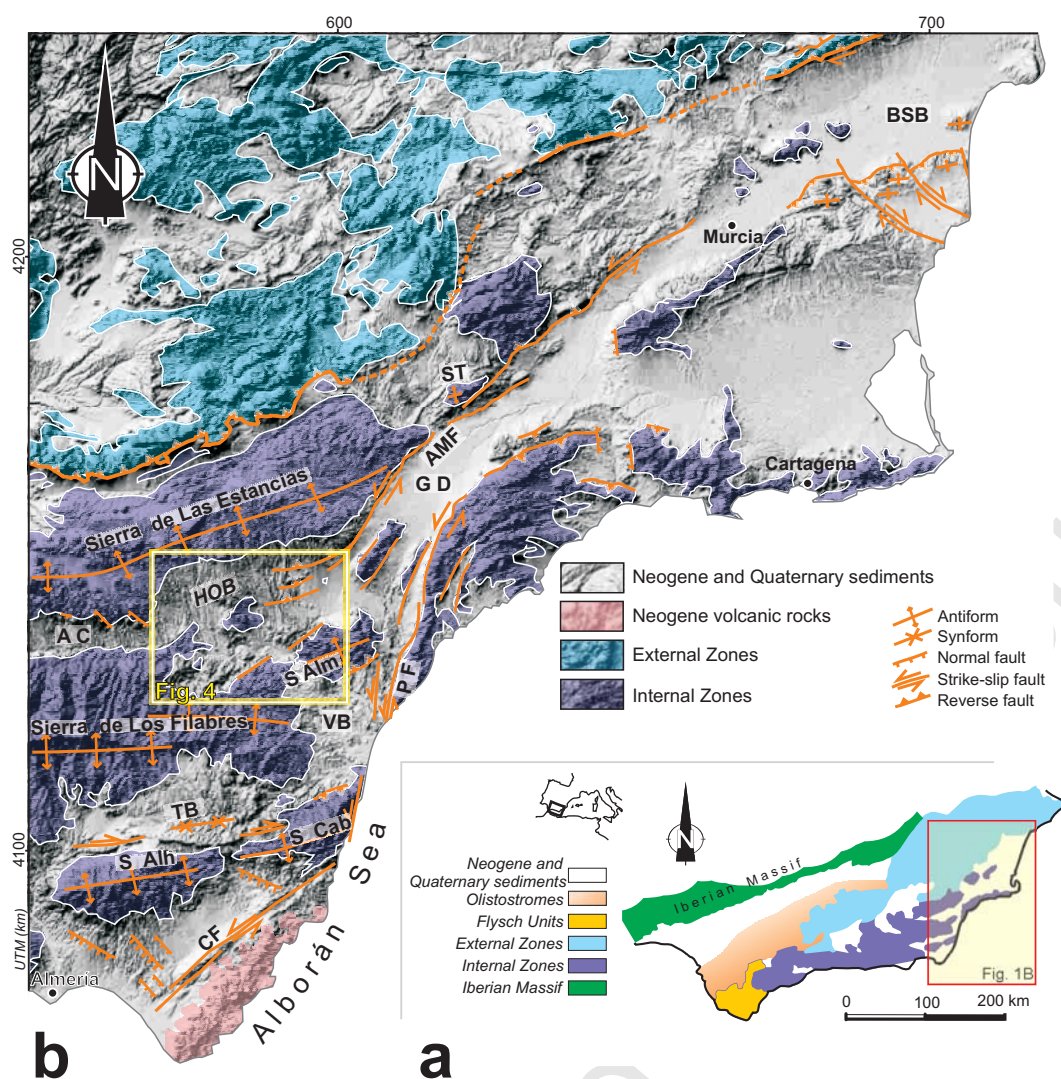 600
700
BSB
N
Murcia
4200
ST
AMF
G D
Cartagena
Sierra de Las Estancias
HOB
A C
S Alm
P F
Fig. 4
VB
Sierra de Los Filabres
TB
S Cab
S Alh
4100
CF
UTM (km)
Almería
Alborán Sea
b
Neogene and Quaternary sediments
Neogene volcanic rocks
External Zones
Internal Zones
Antiform
Synform
Normal fault
Strike-slip fault
Reverse fault
N
Neogene and
Quaternary sediments
Olistostromes
Flysch Units
External Zones
Internal Zones
Iberian Massif
Iberian Massif
Fig. 1B
0 100 200 km
a